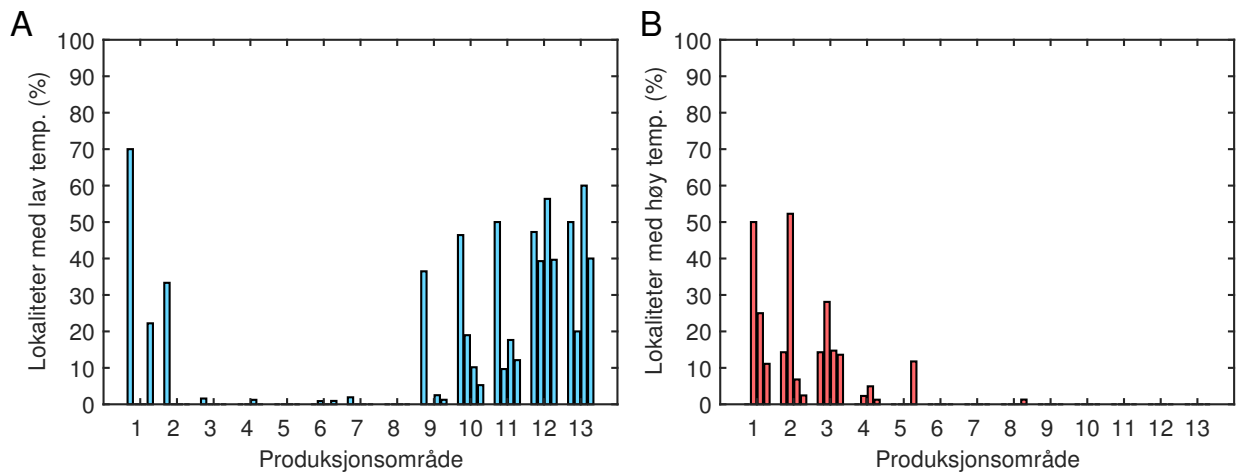 A
Lokaliteter med lav temp. (%)
100
90
80
70
60
50
40
30
20
10
0
1 2 3 4 5 6 7 8 9 10 11 12 13
Produksjonsområde
B
Lokaliteter med høy temp. (%)
100
90
80
70
60
50
40
30
20
10
0
1 2 3 4 5 6 7 8 9 10 11 12 13
Produksjonsområde